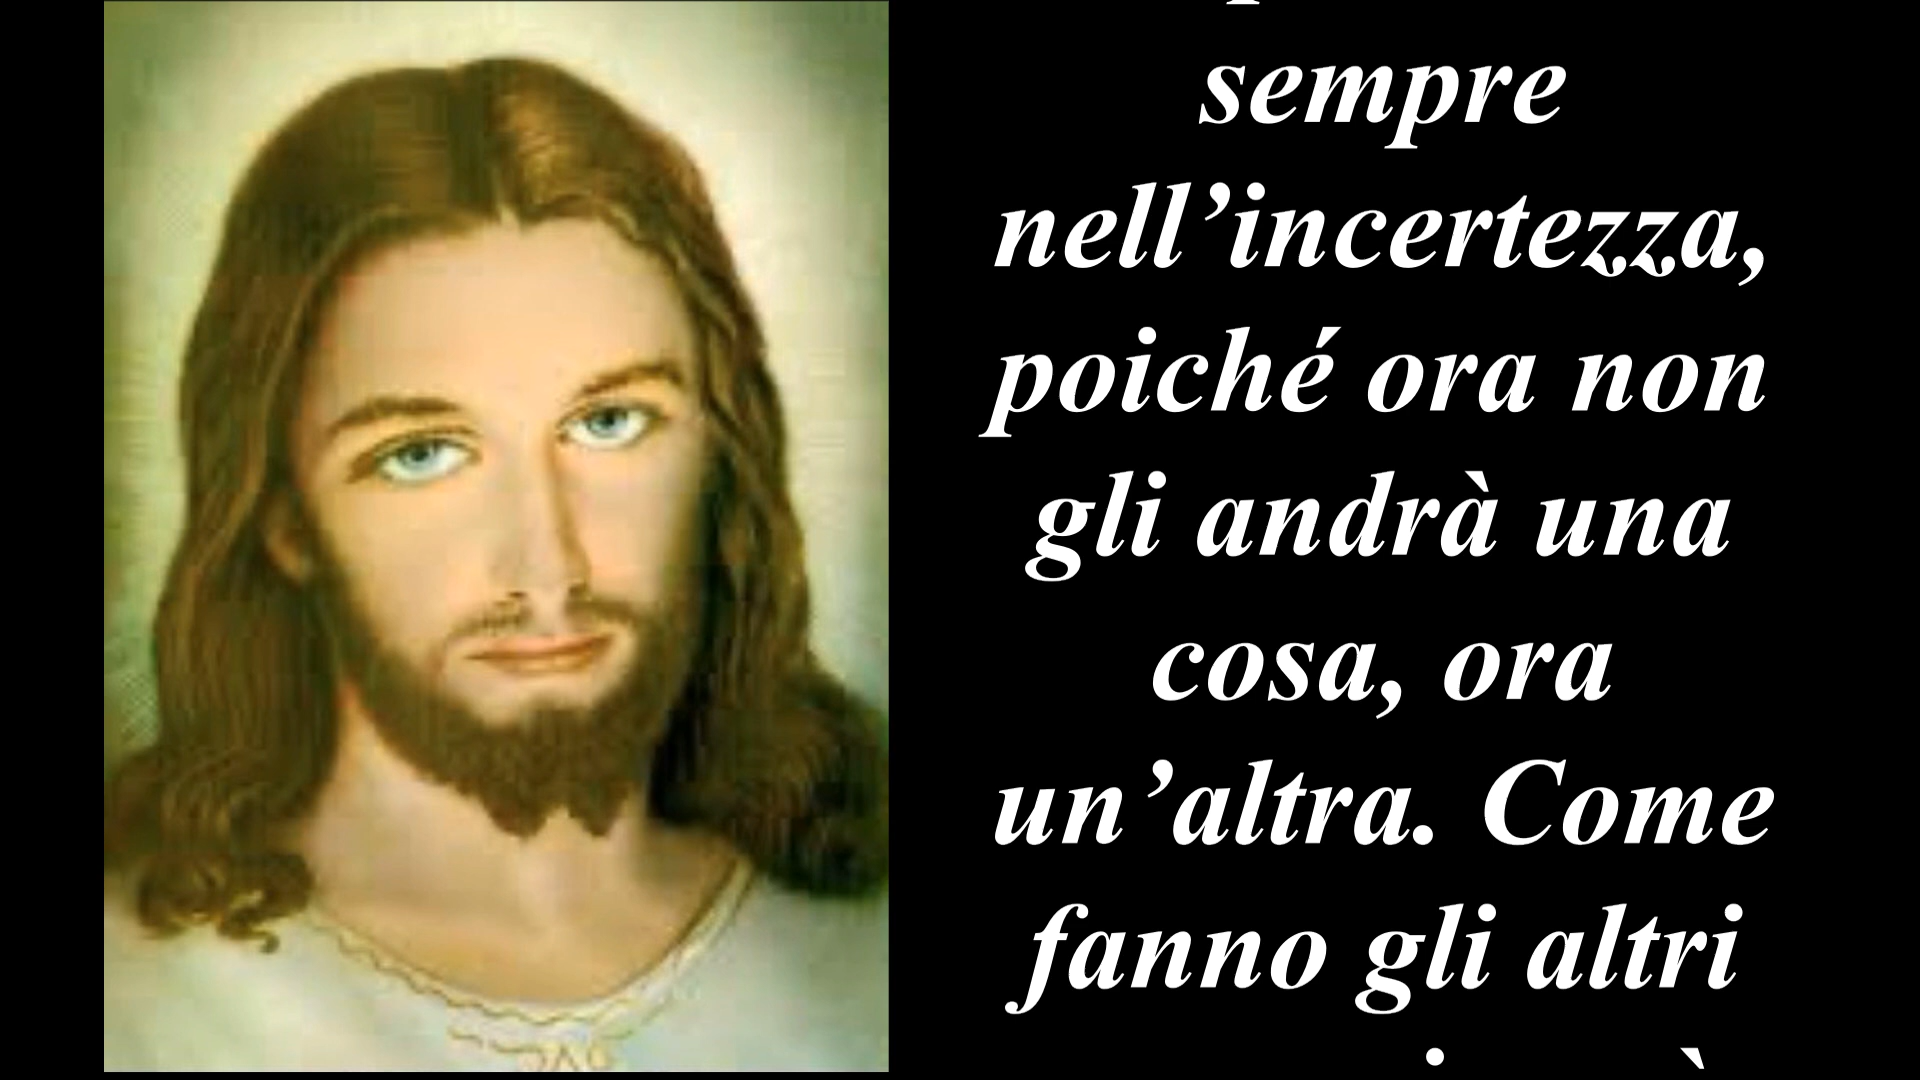 sempre
nell’incertezza,
poiché ora non
gli andrà una
cosa, ora
un’altra. Come
fanno gli altri